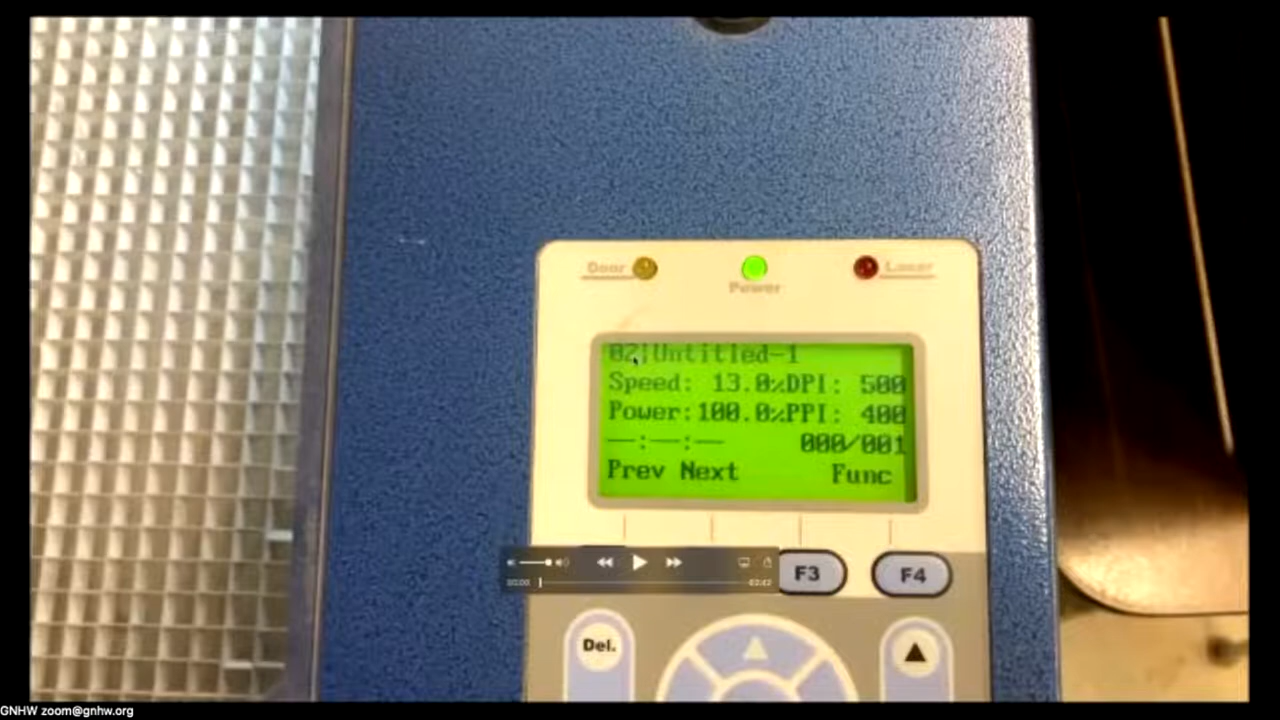 Door
Power
Laser
02|Untitled-1
Speed: 13.0%DPI: 500
Power:100.0%PPI: 400
--:--:-- 000/001
Prev Next Func
F3
F4
00:00
-02:42
Del.
GNHW zoom@gnhw.org